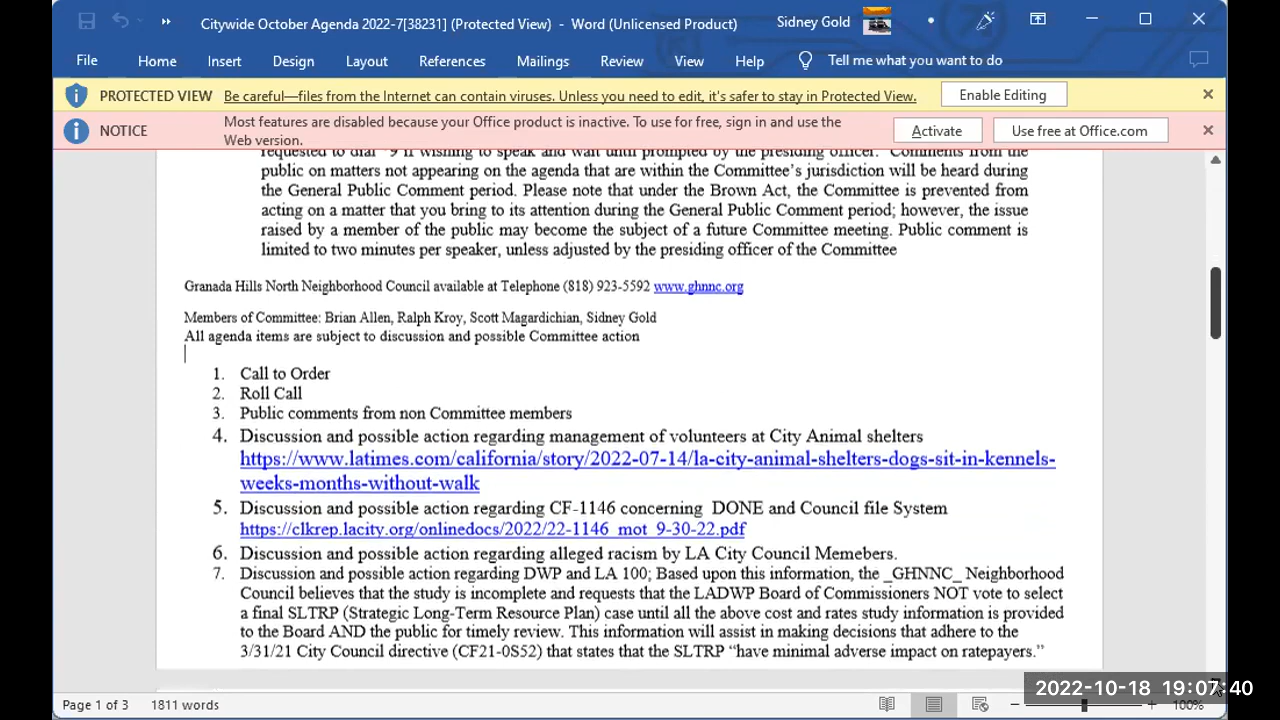 Citywide October Agenda 2022-7[38231] (Protected View) - Word (Unlicensed Product)
Sidney Gold
File Home Insert Design Layout References Mailings Review View Help Tell me what you want to do
PROTECTED VIEW Be careful—files from the Internet can contain viruses. Unless you need to edit, it's safer to stay in Protected View. Enable Editing
NOTICE Most features are disabled because your Office product is inactive. To use for free, sign in and use the
Web version.
Activate Use free at Office.com
requested to dial *9 if wishing to speak and wait until prompted by the presiding officer. Comments from the
public on matters not appearing on the agenda that are within the Committee's jurisdiction will be heard during
the General Public Comment period. Please note that under the Brown Act, the Committee is prevented from
acting on a matter that you bring to its attention during the General Public Comment period; however, the issue
raised by a member of the public may become the subject of a future Committee meeting. Public comment is
limited to two minutes per speaker, unless adjusted by the presiding officer of the Committee
Granada Hills North Neighborhood Council available at Telephone (818) 923-5592 www.ghnnc.org
Members of Committee: Brian Allen, Ralph Kroy, Scott Magardichian, Sidney Gold
All agenda items are subject to discussion and possible Committee action
1. Call to Order
2. Roll Call
3. Public comments from non Committee members
4. Discussion and possible action regarding management of volunteers at City Animal shelters
https://www.latimes.com/california/story/2022-07-14/la-city-animal-shelters-dogs-sit-in-kennels-
weeks-months-without-walk
5. Discussion and possible action regarding CF-1146 concerning DONE and Council file System
https://clkrep.lacity.org/onlinedocs/2022/22-1146_mot_9-30-22.pdf
6. Discussion and possible action regarding alleged racism by LA City Council Memebers.
7. Discussion and possible action regarding DWP and LA 100; Based upon this information, the _GHNNC_ Neighborhood
Council believes that the study is incomplete and requests that the LADWP Board of Commissioners NOT vote to select
a final SLTRP (Strategic Long-Term Resource Plan) case until all the above cost and rates study information is provided
to the Board AND the public for timely review. This information will assist in making decisions that adhere to the
3/31/21 City Council directive (CF21-0S52) that states that the SLTRP “have minimal adverse impact on ratepayers.”
2022-10-18 19:07:40
Page 1 of 3 1811 words 100%